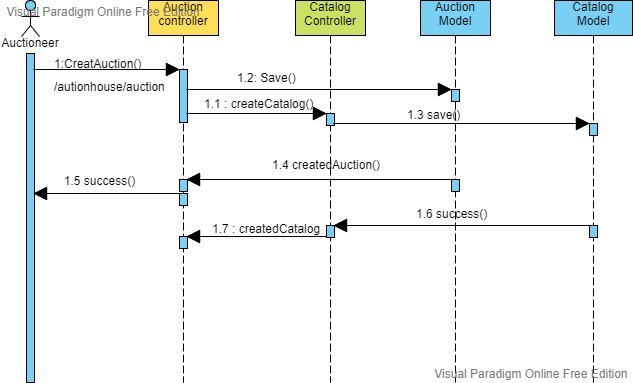 Visual Paradigm Online Free Edition
Auctioneer
Auction
controller
Catalog
Controller
Auction
Model
Catalog
Model
1:CreatAuction()
/autionhouse/auction
1.2: Save()
1.1 : createCatalog()
1.3 save()
1.4 createdAuction()
1.5 success()
1.6 success()
1.7 : createdCatalog
Visual Paradigm Online Free Edition